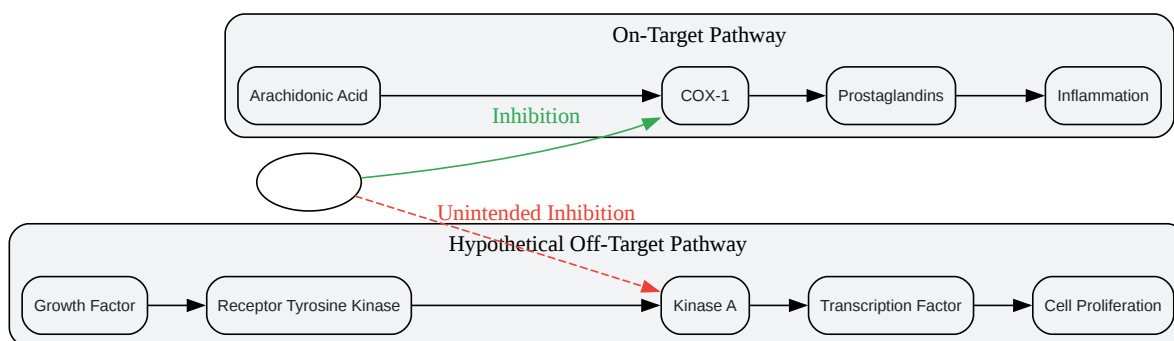 On-Target Pathway
Arachidonic Acid
COX-1
Prostaglandins
Inflammation
Inhibition
Unintended Inhibition
Hypothetical Off-Target Pathway
Growth Factor
Receptor Tyrosine Kinase
Kinase A
Transcription Factor
Cell Proliferation